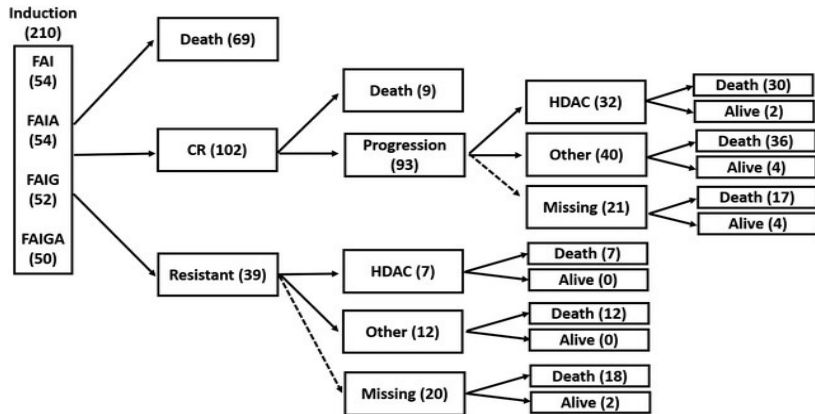 Induction
(210)
FAI
(54)
FAIA
(54)
FAIG
(52)
FAIGA
(50)
Death (69)
CR (102)
Resistant (39)
Death (9)
Progression
(93)
HDAC (32)
Death (30)
Alive (2)
Other (40)
Death (36)
Alive (4)
Missing (21)
Death (17)
Alive (4)
HDAC (7)
Death (7)
Alive (0)
Other (12)
Death (12)
Alive (0)
Missing (20)
Death (18)
Alive (2)